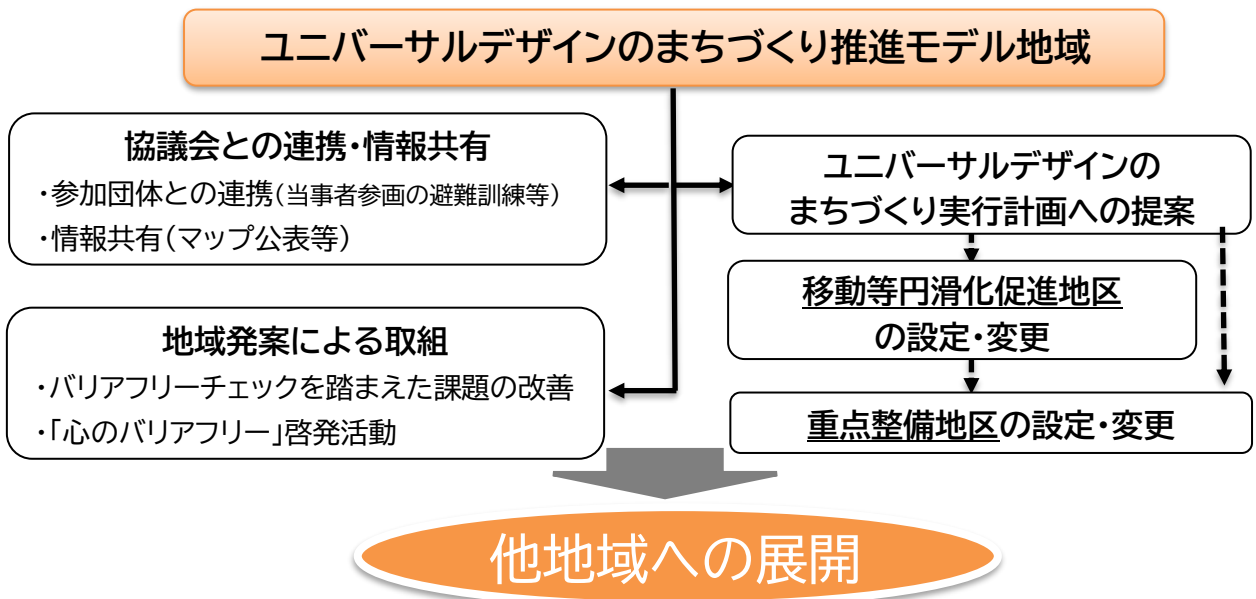 ユニバーサルデザインのまちづくり推進モデル地域
協議会との連携・情報共有
・参加団体との連携(当事者参画の避難訓練等)
・情報共有(マップ公表等)
地域発案による取組
・バリアフリーチェックを踏まえた課題の改善
・「心のバリアフリー」啓発活動
ユニバーサルデザインの
まちづくり実行計画への提案
移動等円滑化促進地区
の設定・変更
重点整備地区の設定・変更
他地域への展開